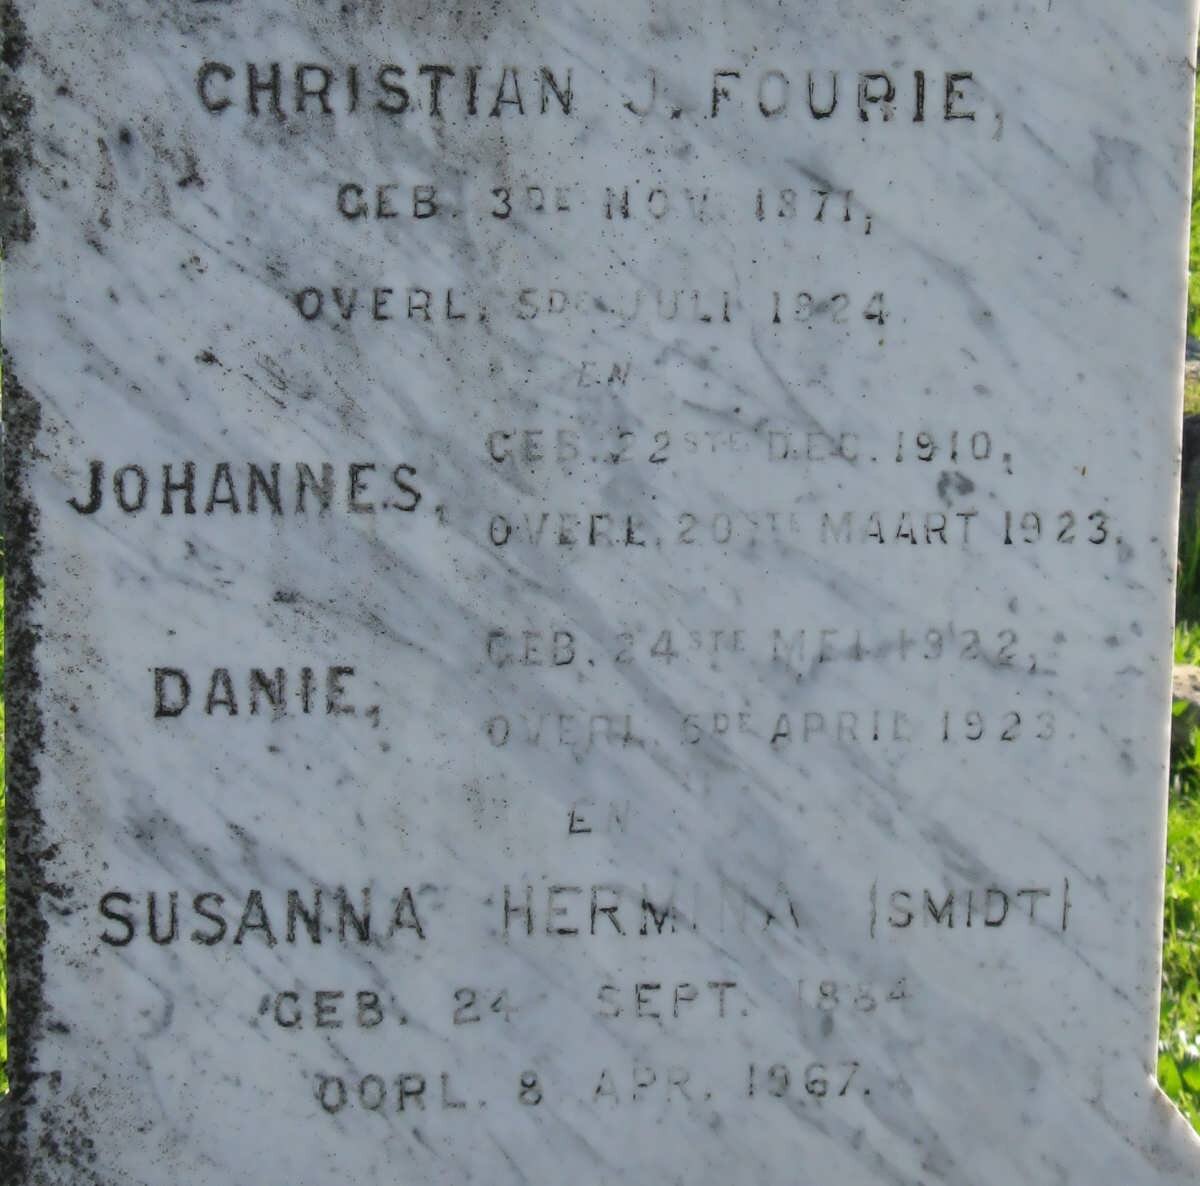 CHRISTIAN J. FOURIE,
GEB. 3DE NOV. 1871,
OVERL. 5DE JULI 1924.
EN
JOHANNES, GEB. 22STE DEC. 1910,
OVERL. 20STE MAART 1923.
DANIE, GEB. 24STE MEI 1922,
OVERL. 6DE APRIL 1923.
EN
SUSANNA HERMINA (SMIDT)
GEB. 24 SEPT. 1884
OORL. 8 APR. 1967.